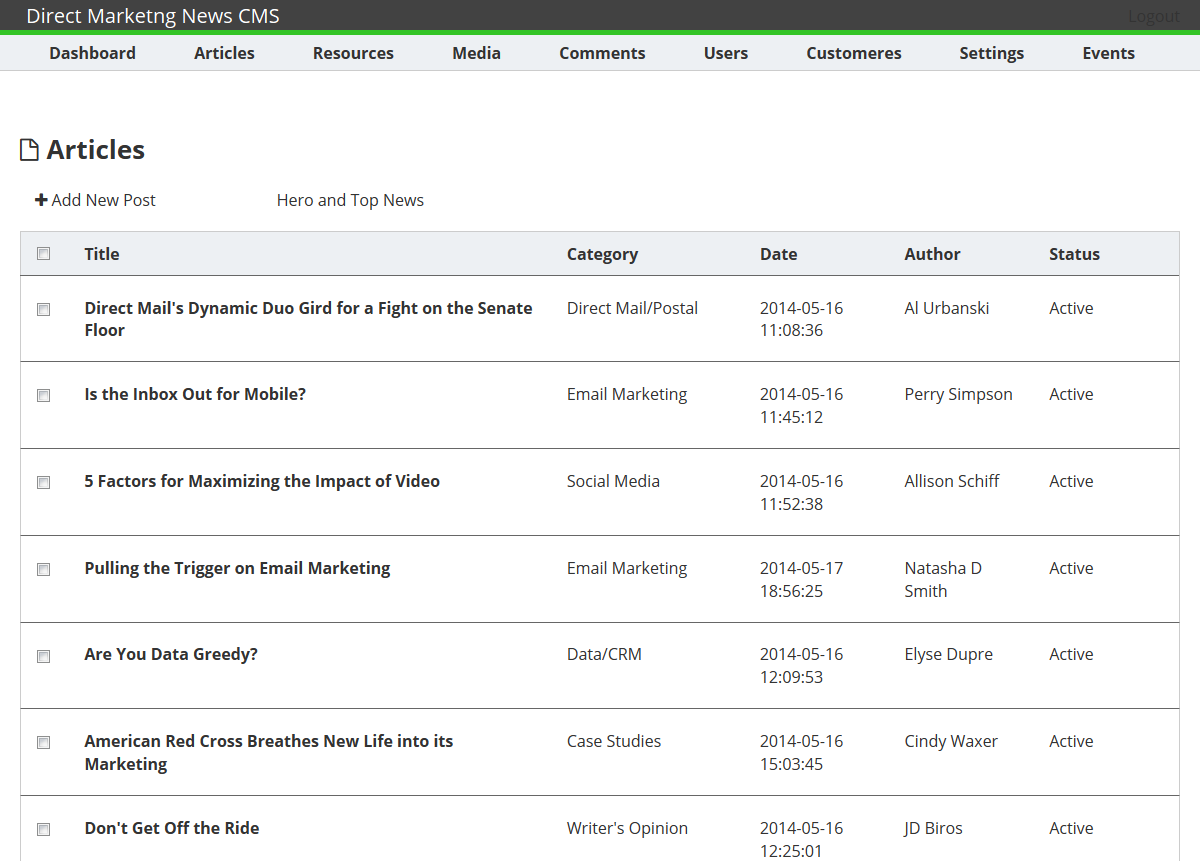 Direct Marketng News CMS
Logout
Dashboard Articles Resources Media Comments Users Customeres Settings Events
Articles
Add New Post Hero and Top News
Title Category Date Author Status
Direct Mail's Dynamic Duo Gird for a Fight on the Senate Direct Mail/Postal 2014-05-16 Al Urbanski Active
Floor 11:08:36
Is the Inbox Out for Mobile? Email Marketing 2014-05-16 Perry Simpson Active
11:45:12
5 Factors for Maximizing the Impact of Video Social Media 2014-05-16 Allison Schiff Active
11:52:38
Pulling the Trigger on Email Marketing Email Marketing 2014-05-17 Natasha D Active
18:56:25 Smith
Are You Data Greedy? Data/CRM 2014-05-16 Elyse Dupre Active
12:09:53
American Red Cross Breathes New Life into its Case Studies 2014-05-16 Cindy Waxer Active
Marketing 15:03:45
Don't Get Off the Ride Writer's Opinion 2014-05-16 JD Biros Active
12:25:01